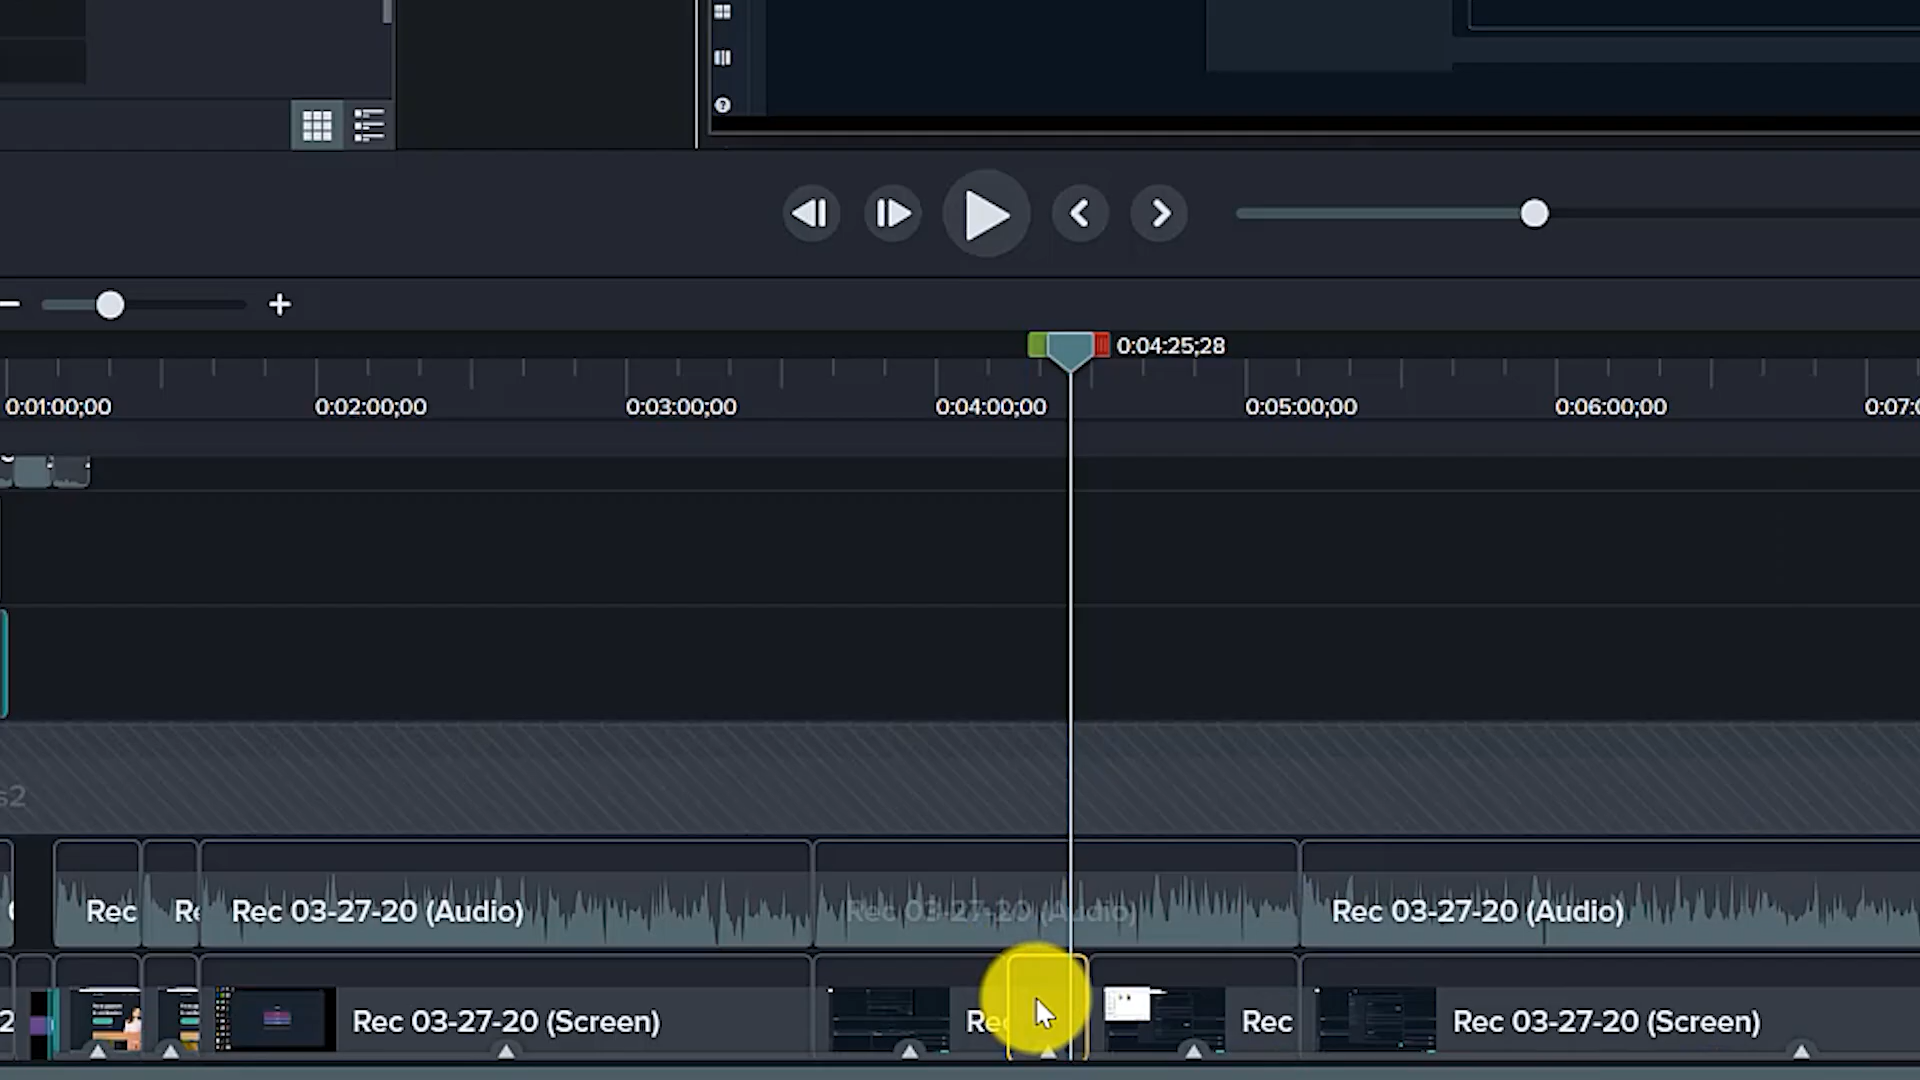 0:04:25;28
0:01:00;00 0:02:00;00 0:03:00;00 0:04:00;00 0:05:00;00 0:06:00;00 0:07:0
s2
Rec Re Rec 03-27-20 (Audio) Rec 03-27-20 (Audio) Rec 03-27-20 (Audio)
2 Rec 03-27-20 (Screen) Rec Rec Rec 03-27-20 (Screen)